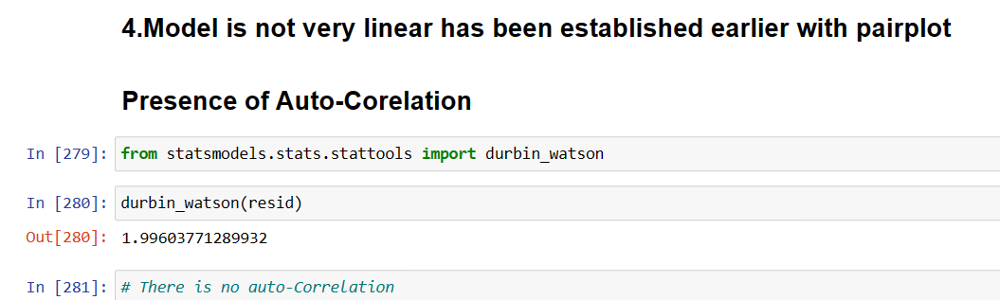 4.Model is not very linear has been established earlier with pairplot
Presence of Auto-Corelation
In [279]: from statsmodels.stats.stattools import durbin_watson
In [280]: durbin_watson(resid)
Out[280]: 1.99603771289932
In [281]: # There is no auto-Correlation